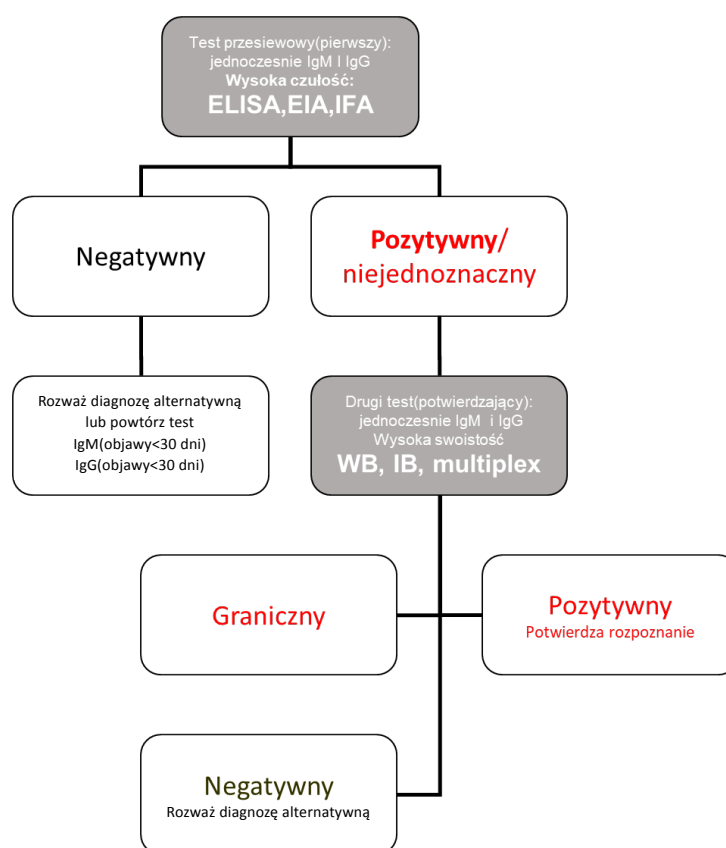 Test przesiewowy(pierwszy):
jednoczesnie IgM I IgG
Wysoka czułość:
ELISA,EIA,IFA
Negatywny
Pozytywny/
niejednoznaczny
Rozważ diagnozę alternatywną
lub powtórz test
IgM(objawy<30 dni)
IgG(objawy<30 dni)
Drugi test(potwierdzający):
jednoczesnie IgM i IgG
Wysoka swoistość
WB, IB, multiplex
Graniczny
Pozytywny
Potwierdza rozpoznanie
Negatywny
Rozważ diagnozę alternatywną